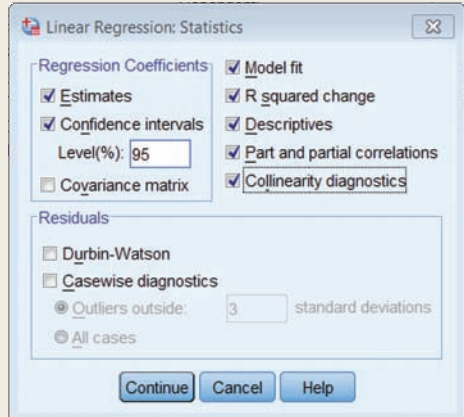 Linear Regression: Statistics
Regression Coefficients
Estimates
Confidence intervals
Level(%): 95
Covariance matrix
Model fit
R squared change
Descriptives
Part and partial correlations
Collinearity diagnostics
Residuals
Durbin-Watson
Casewise diagnostics
Outliers outside: 3 standard deviations
All cases
Continue Cancel Help